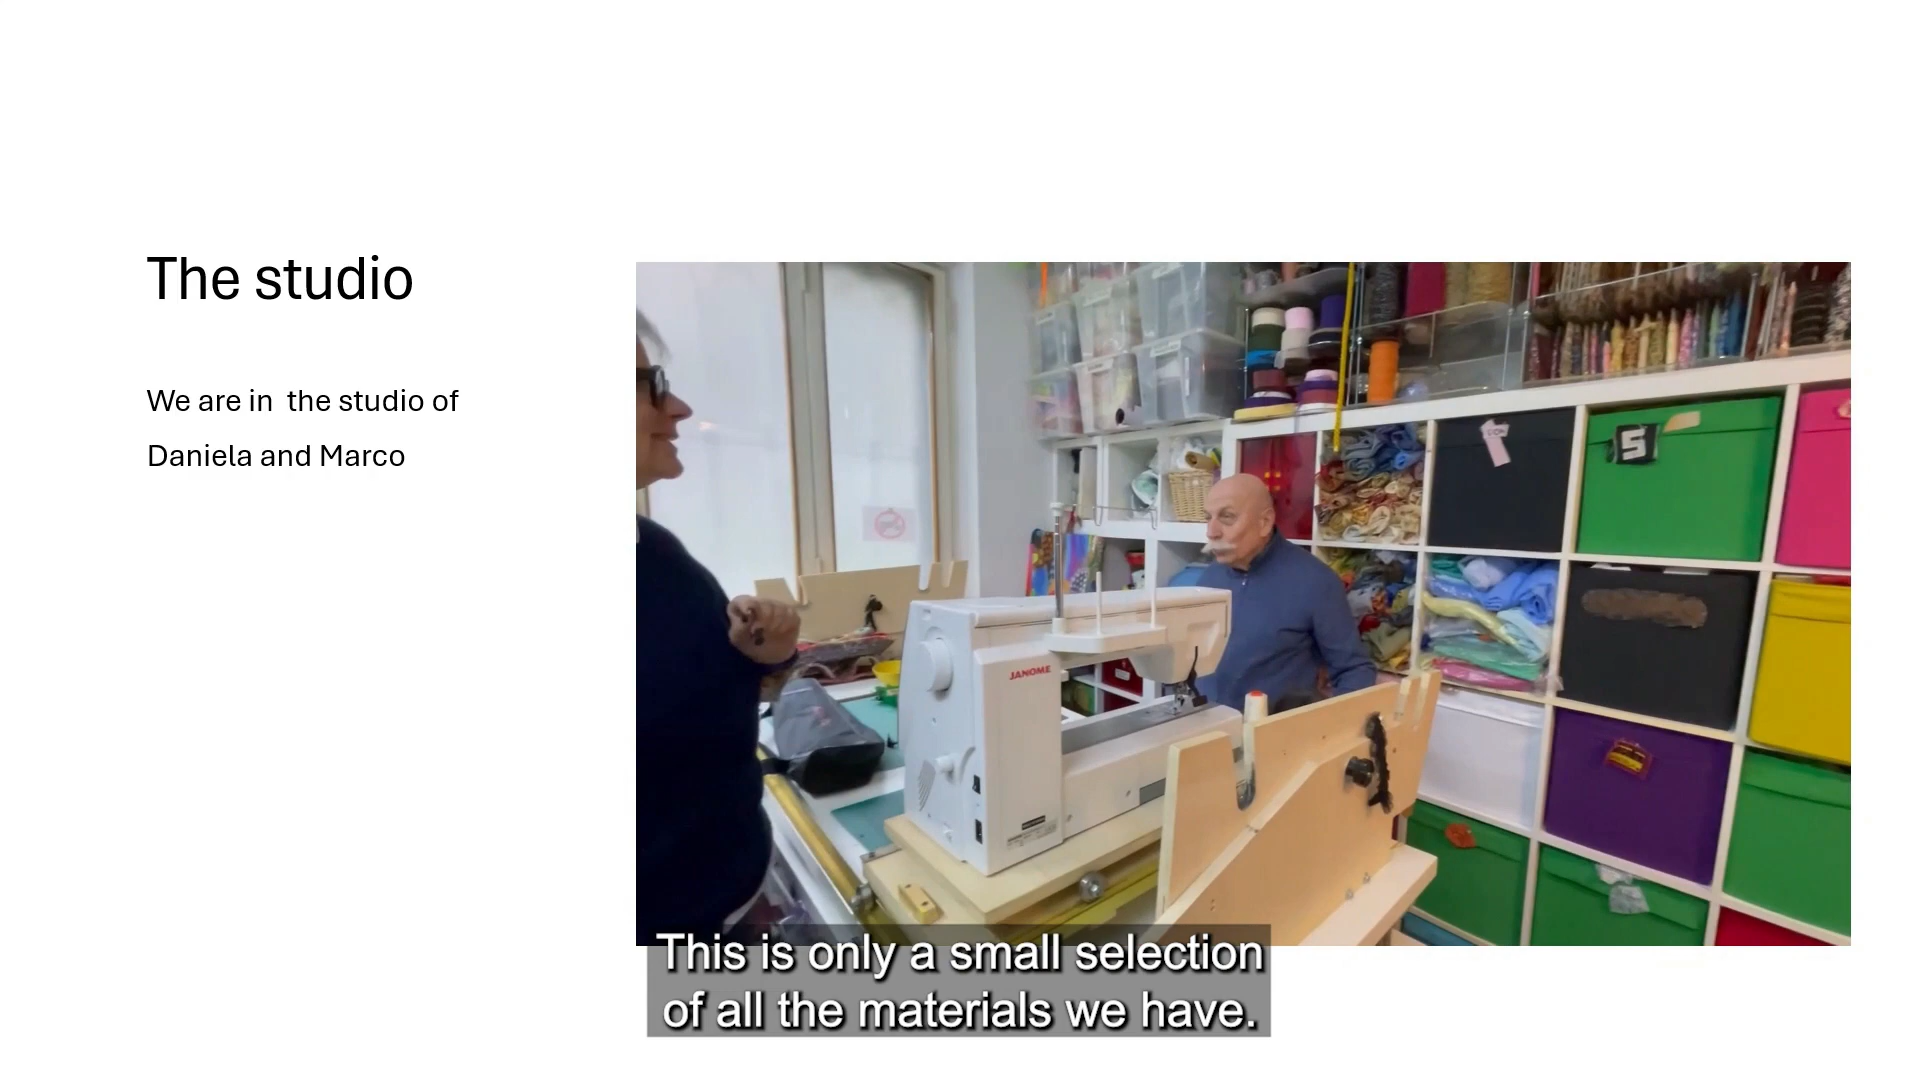 The studio
We are in  the studio of
Daniela and Marco
JANOME
S
This is only a small selection
of all the materials we have.